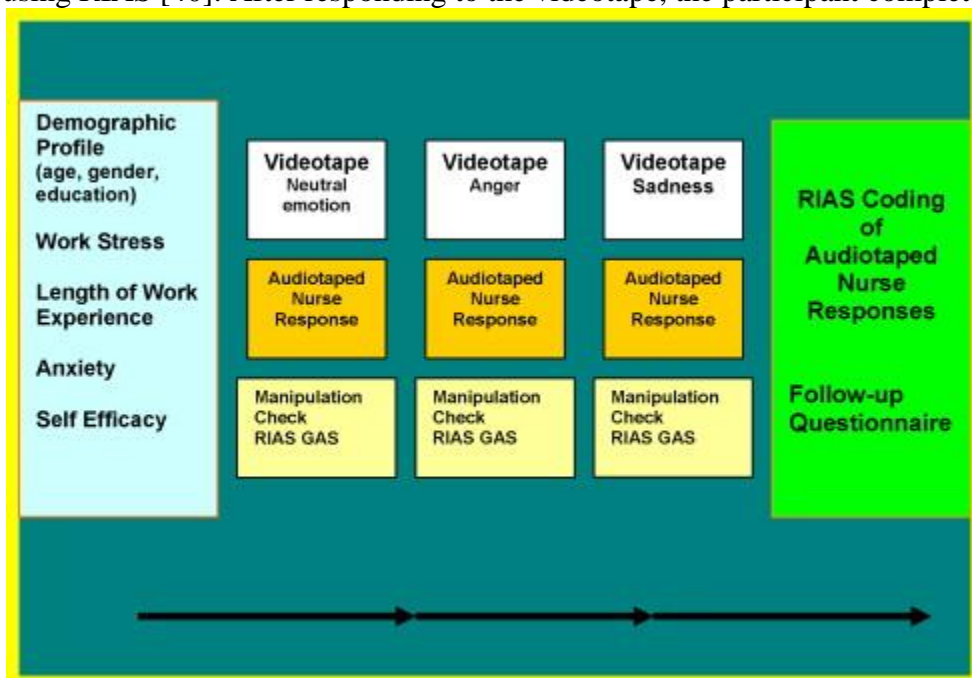 using RIAS [40]. After responding to the videotape, the participant complet
Demographic
Profile
(age, gender,
education)
Work Stress
Length of Work
Experience
Anxiety
Self Efficacy
Videotape
Neutral
emotion
Audiotaped
Nurse
Response
Manipulation
Check
RIAS GAS
Videotape
Anger
Audiotaped
Nurse
Response
Manipulation
Check
RIAS GAS
Videotape
Sadness
Audiotaped
Nurse
Response
Manipulation
Check
RIAS GAS
RIAS Coding
of
Audiotaped
Nurse
Responses
Follow-up
Questionnaire